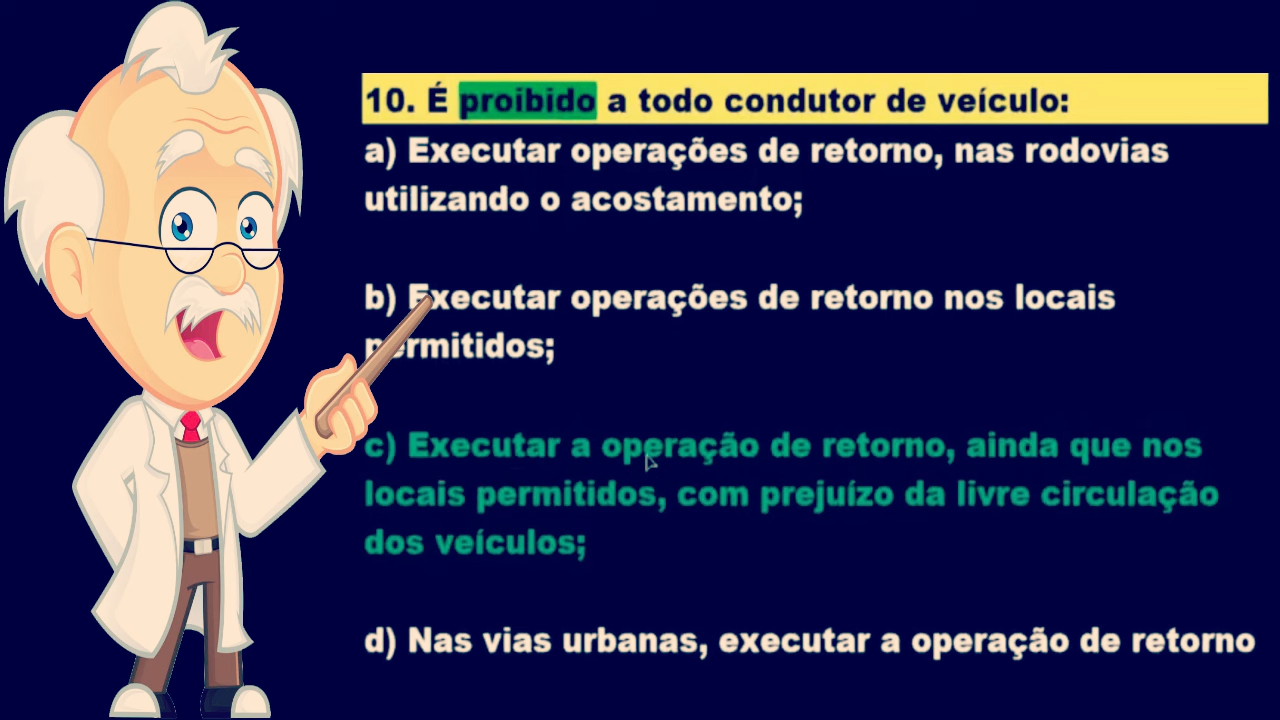 10. É proibido a todo condutor de veículo:
a) Executar operações de retorno, nas rodovias
utilizando o acostamento;
b) Executar operações de retorno nos locais
permitidos;
c) Executar a operação de retorno, ainda que nos
locais permitidos, com prejuízo da livre circulação
dos veículos;
d) Nas vias urbanas, executar a operação de retorno